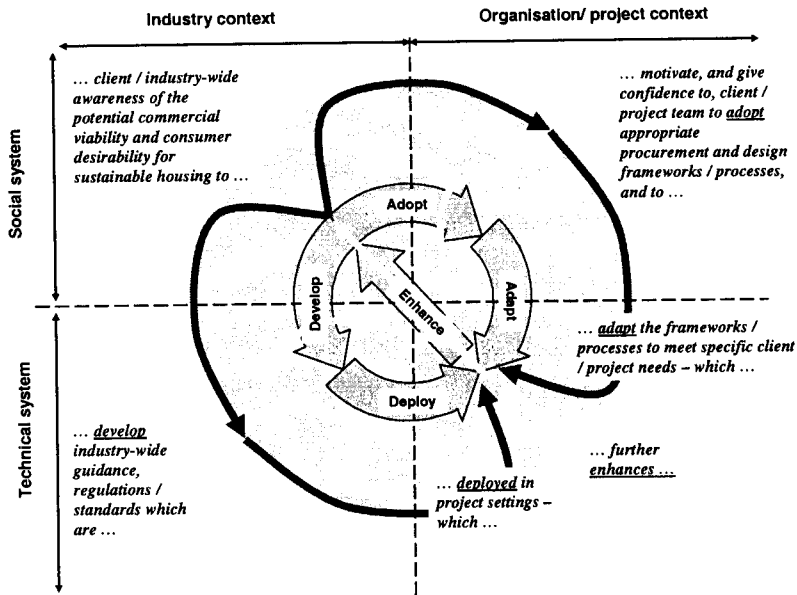 Industry context
Organisation/ project context
Social system
Technical system
... client / industry-wide
awareness of the
potential commercial
viability and consumer
desirability for
sustainable housing to ...
... motivate, and give
confidence to, client /
project team to adopt
appropriate
procurement and design
frameworks / processes,
and to ...
Adopt
Adapt
Develop
Enhance
Deploy
... adapt the frameworks /
processes to meet specific client
/ project needs – which ...
... develop
industry-wide
guidance,
regulations /
standards which
are ...
... deployed in
project settings –
which ...
... further
enhances ...